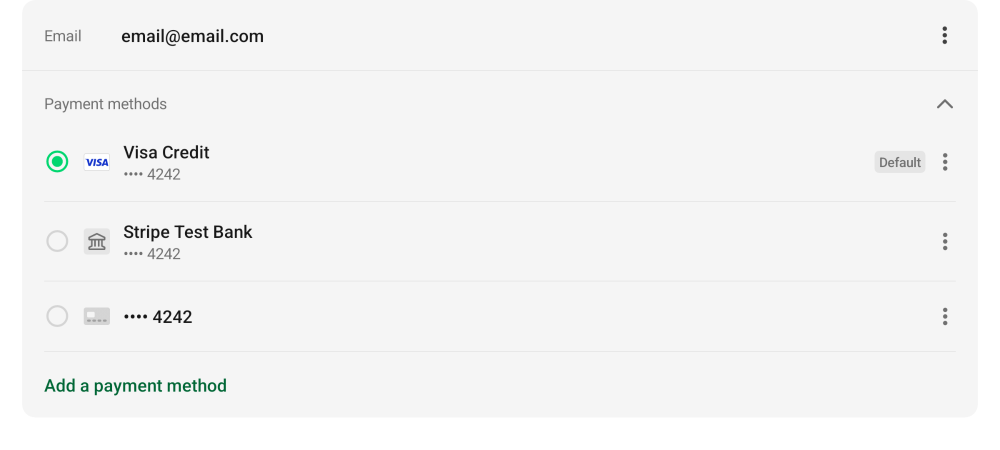 Email email@email.com
Payment methods
VISA Visa Credit Default
•••• 4242
Stripe Test Bank
•••• 4242
•••• 4242
Add a payment method